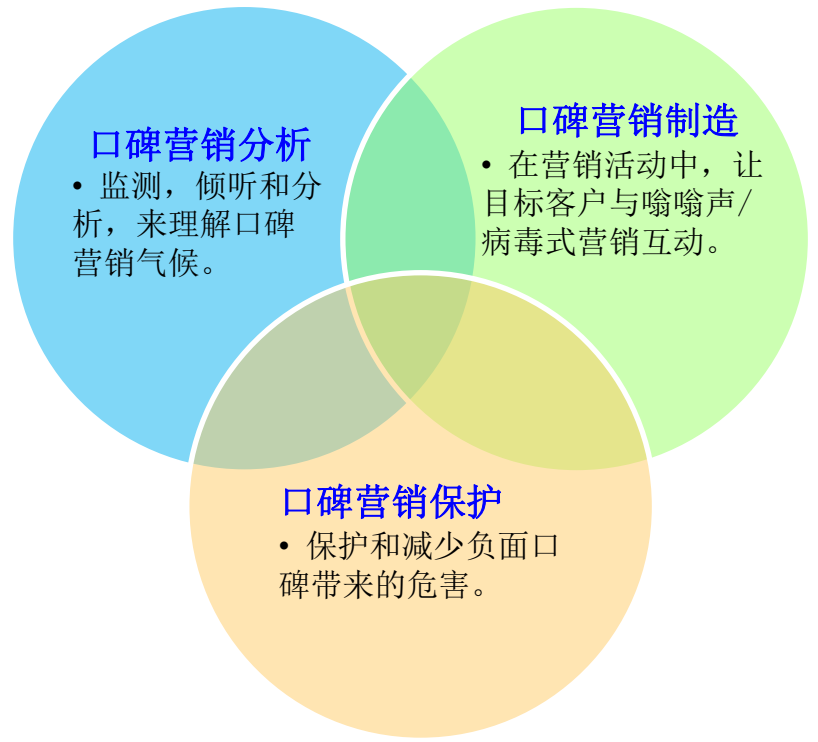 口碑营销分析
• 监测，倾听和分
析，来理解口碑
营销气候。
口碑营销制造
• 在营销活动中，让
目标客户与嗡嗡声/
病毒式营销互动。
口碑营销保护
• 保护和减少负面口
碑带来的危害。